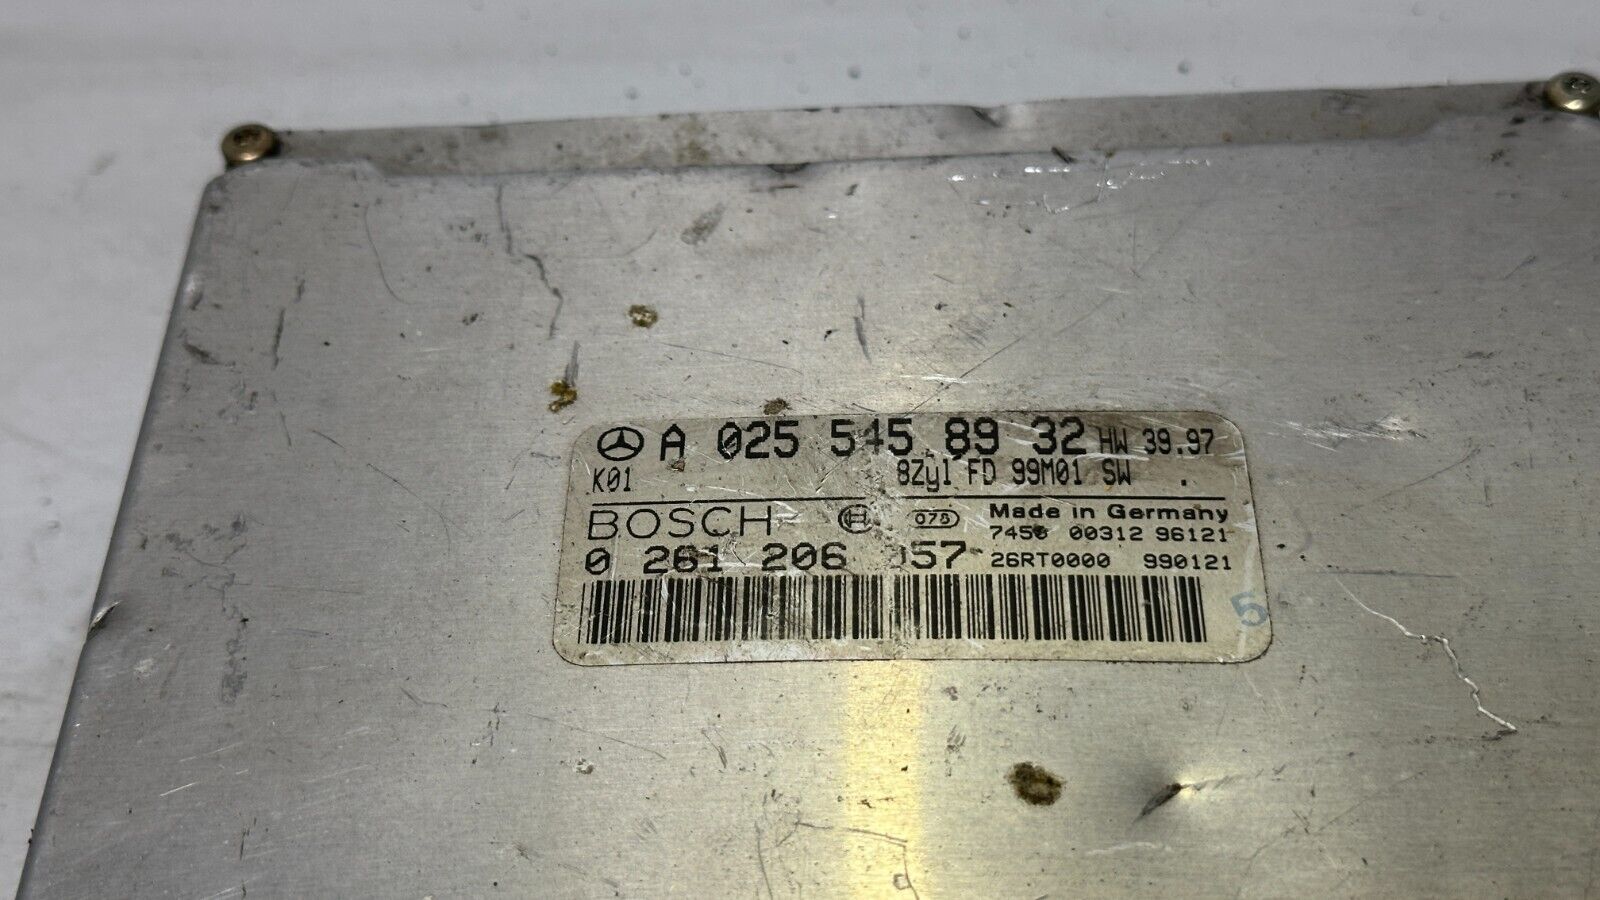 A 025 545 89 32 HW 39.97
K01 8Zyl FD 99M01 SW .
BOSCH 078 Made in Germany
00312 96121
0 261 206 26RT0000 990121
5